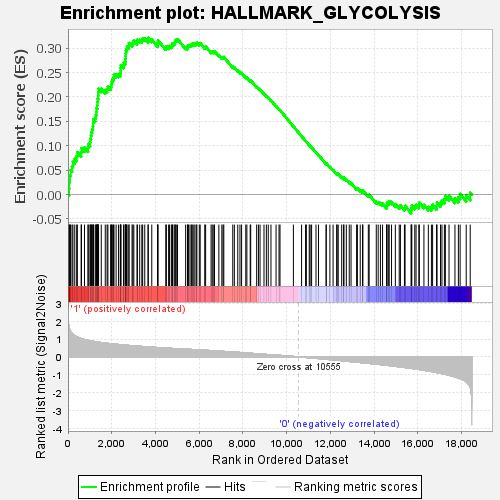 Enrichment plot: HALLMARK_GLYCOLYSIS
Enrichment score (ES)
0.30
0.25
0.20
0.15
0.10
0.05
0.00
-0.05
Ranked list metric (Signal2Noise)
3
2
1
0
-1
-2
-3
-4
'1' (positively correlated)
Zero cross at 10555
'0' (negatively correlated)
0
2,000
4,000
6,000
8,000
10,000
12,000
14,000
16,000
18,000
Rank in Ordered Dataset
Enrichment profile
Hits
Ranking metric scores